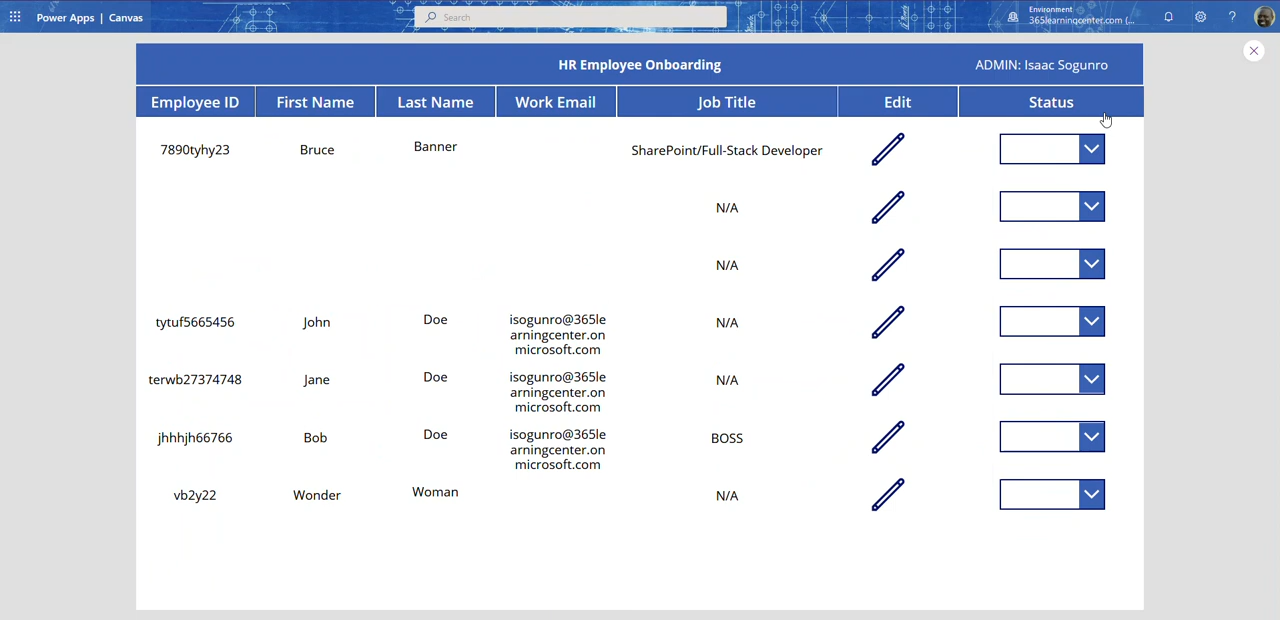 Power Apps | Canvas
Search
Environment
365learningcenter.com (...
HR Employee Onboarding
ADMIN: Isaac Sogunro
Employee ID First Name Last Name Work Email Job Title Edit Status
7890tyhy23 Bruce Banner SharePoint/Full-Stack Developer
N/A
N/A
tytuf5665456 John Doe isogunro@365le
arningcenter.on
microsoft.com
N/A
terwb27374748 Jane Doe isogunro@365le
arningcenter.on
microsoft.com
N/A
jhhhjh66766 Bob Doe isogunro@365le
arningcenter.on
microsoft.com
BOSS
vb2y22 Wonder Woman N/A